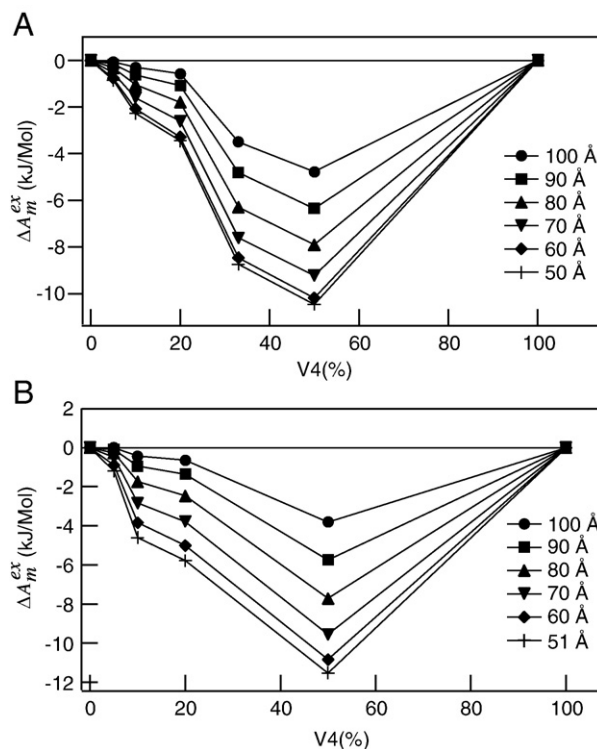 A
0
-2
-4
-6
-8
-10
ΔA_m^ex (kJ/Mol)
100 Å
90 Å
80 Å
70 Å
60 Å
50 Å
0 20 40 60 80 100
V4(%)
B
2
0
-2
-4
-6
-8
-10
-12
ΔA_m^ex (kJ/Mol)
100 Å
90 Å
80 Å
70 Å
60 Å
51 Å
0 20 40 60 80 100
V4(%)